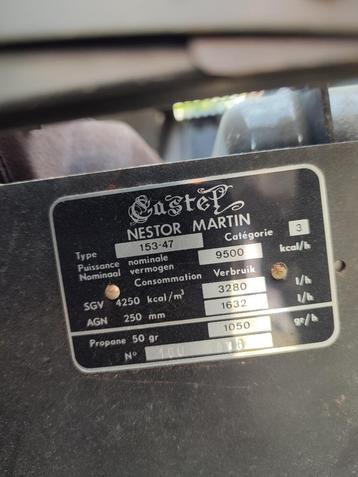 Castel
NESTOR MARTIN
Type 153-47 Catégorie 3
Puissance nominale
Nominaal vermogen 9500 kcal/h
Consommation Verbruik
SGV 4250 kcal/m³ 3280 l/h
AGN 250 mm 1632 l/h
Propane 50 gr 1050 gr/h
N°